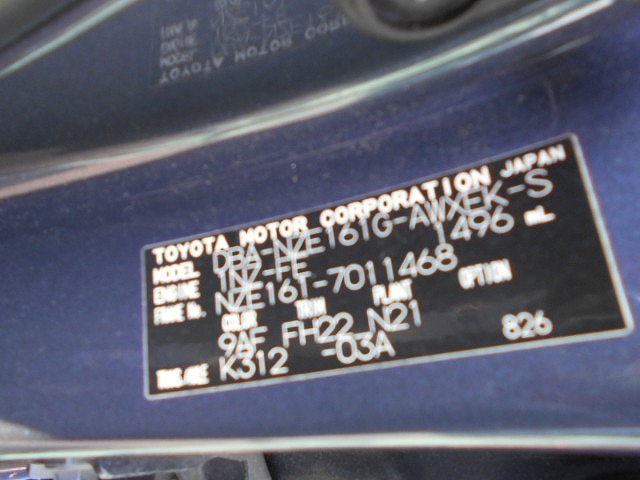 TOYOTA MOTOR CORPORATION JAPAN
MODEL DBA-NZE161G-AWXEK-S
ENGINE 1NZ-FE 1496 mL
FRAME No. NZE161-7011468
COLOR TRIM PLANT OPTION
9AF FH22 N21
TRANS./AXLE K312 -03A 826